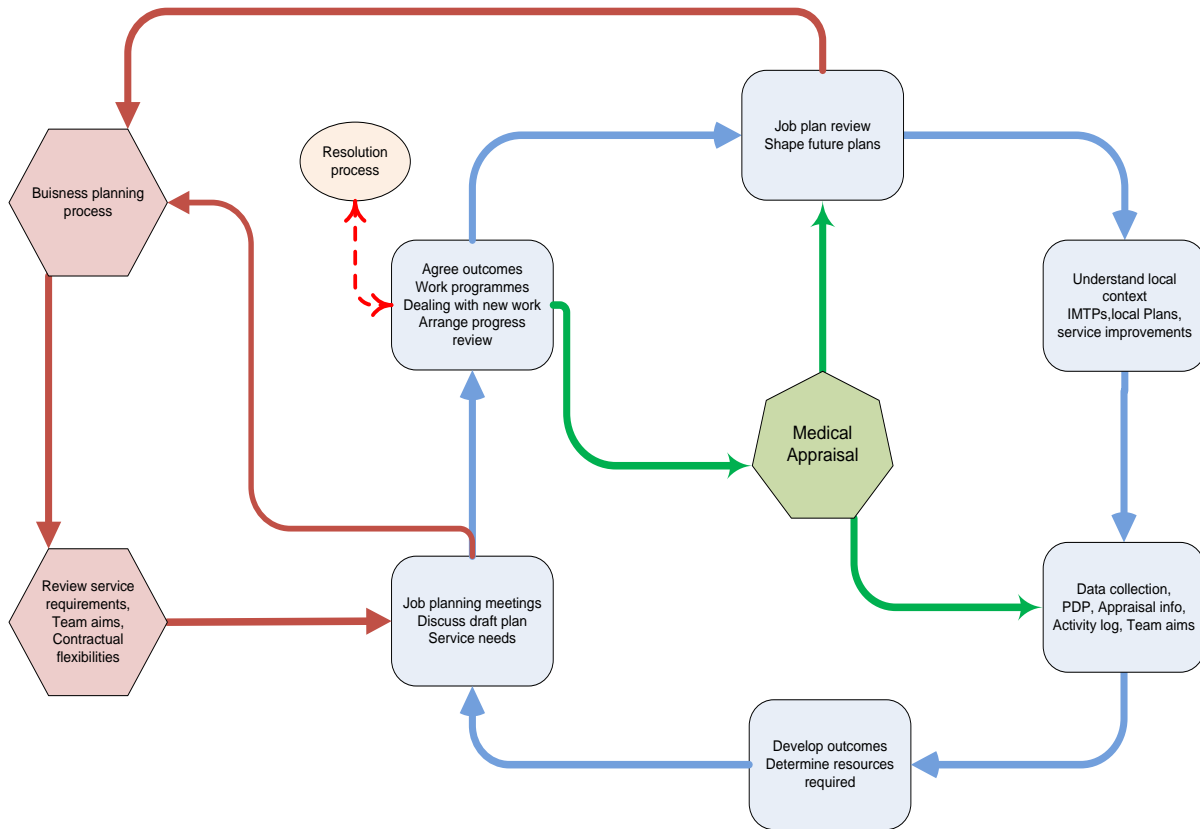 Job plan review
Shape future plans
Resolution
process
Buisness planning
process
Agree outcomes
Work programmes
Dealing with new work
Arrange progress
review
Understand local
context
IMTPs,local Plans,
service improvements
Medical
Appraisal
Review service
requirements,
Team aims,
Contractual
flexibilities
Job planning meetings
Discuss draft plan
Service needs
Data collection,
PDP, Appraisal info,
Activity log, Team aims
Develop outcomes
Determine resources
required